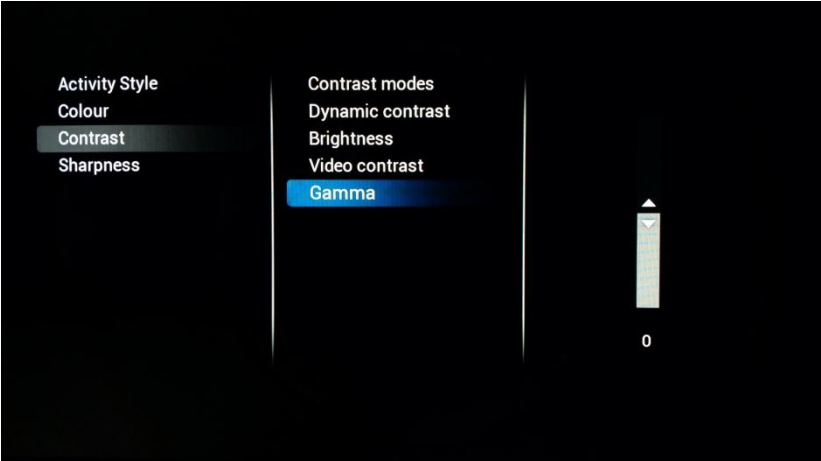 Activity Style
Colour
Contrast
Sharpness
Contrast modes
Dynamic contrast
Brightness
Video contrast
Gamma
0